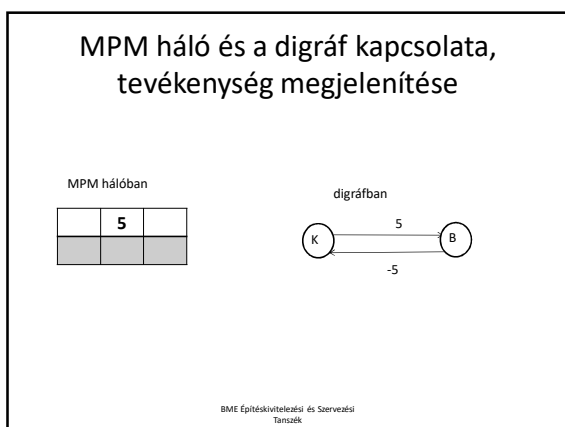 MPM háló és a digráf kapcsolata,
tevékenység megjelenítése
MPM hálóban
5
digráfban
K
5
B
-5
BME Építéskivitelezési és Szervezési
Tanszék